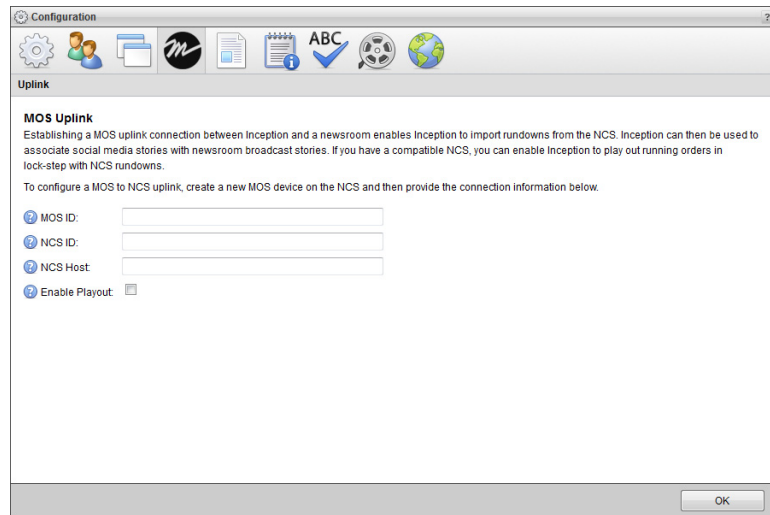 Configuration
?
ABC
Uplink
MOS Uplink
Establishing a MOS uplink connection between Inception and a newsroom enables Inception to import rundowns from the NCS. Inception can then be used to
associate social media stories with newsroom broadcast stories. If you have a compatible NCS, you can enable Inception to play out running orders in
lock-step with NCS rundowns.
To configure a MOS to NCS uplink, create a new MOS device on the NCS and then provide the connection information below.
? MOS ID:
? NCS ID:
? NCS Host:
? Enable Playout:
OK